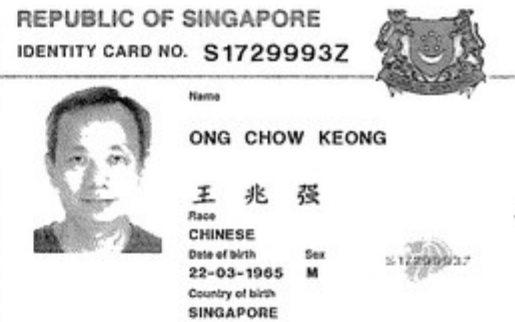 REPUBLIC OF SINGAPORE
IDENTITY CARD NO. S1729993Z
Name
ONG CHOW KEONG
王 兆 强
Race
CHINESE
Date of birth Sex
22-03-1965 M
S1729993Z
Country of birth
SINGAPORE